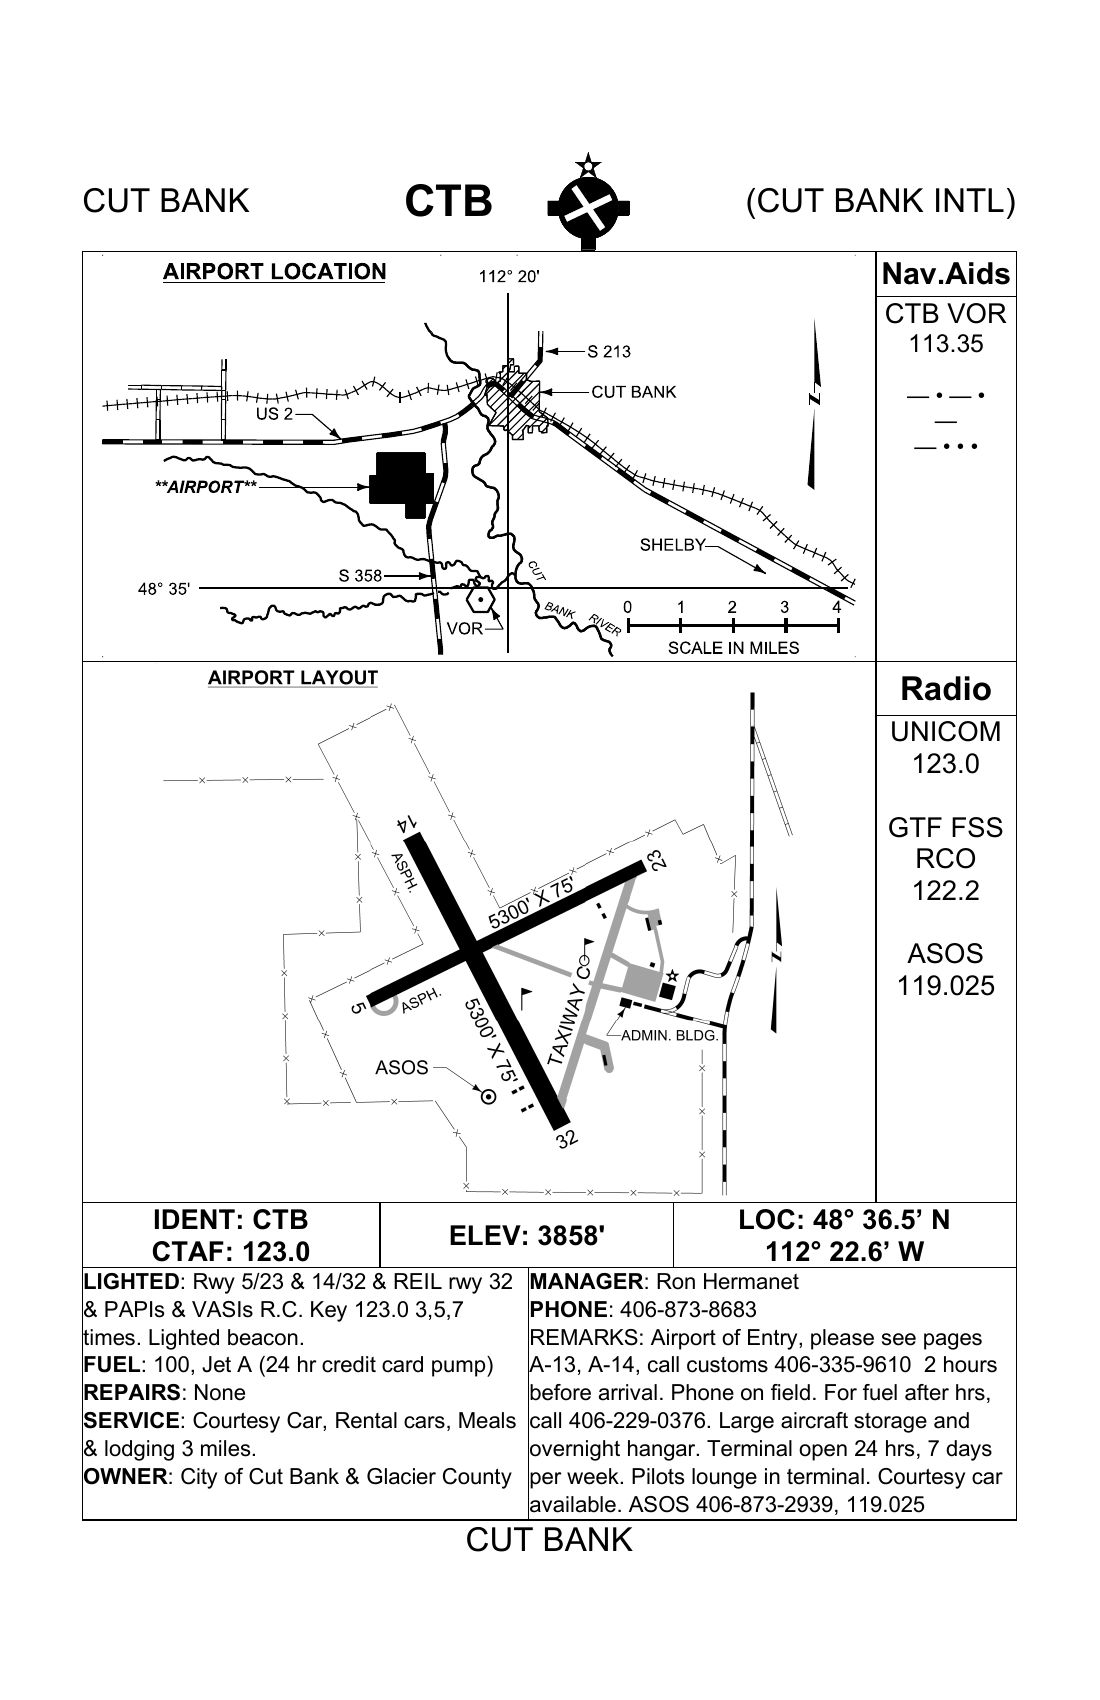 CUT BANK
CTB
(CUT BANK INTL)
AIRPORT LOCATION
112° 20'
S 213
CUT BANK
US 2
**AIRPORT**
SHELBY
S 358
48° 35'
VOR
CUT
BANK
RIVER
0 1 2 3 4
SCALE IN MILES
N
Nav.Aids
CTB VOR
113.35
— • — •
—
— • • •
AIRPORT LAYOUT
14
ASPH.
5300' X 75'
23
5
ASPH.
5300' X 75'
TAXIWAY C
ADMIN. BLDG.
ASOS
32
N
Radio
UNICOM
123.0
GTF FSS
RCO
122.2
ASOS
119.025
IDENT: CTB
CTAF: 123.0
ELEV: 3858'
LOC: 48° 36.5’ N
112° 22.6’ W
LIGHTED: Rwy 5/23 & 14/32 & REIL rwy 32
& PAPIs & VASIs R.C. Key 123.0 3,5,7
times. Lighted beacon.
FUEL: 100, Jet A (24 hr credit card pump)
REPAIRS: None
SERVICE: Courtesy Car, Rental cars, Meals
& lodging 3 miles.
OWNER: City of Cut Bank & Glacier County
MANAGER: Ron Hermanet
PHONE: 406-873-8683
REMARKS: Airport of Entry, please see pages
A-13, A-14, call customs 406-335-9610  2 hours
before arrival. Phone on field. For fuel after hrs,
call 406-229-0376. Large aircraft storage and
overnight hangar. Terminal open 24 hrs, 7 days
per week. Pilots lounge in terminal. Courtesy car
available. ASOS 406-873-2939, 119.025
CUT BANK